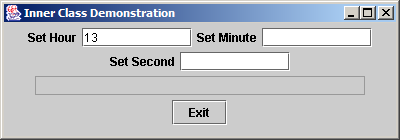 Inner Class Demonstration
Set Hour 13 Set Minute
Set Second
Exit